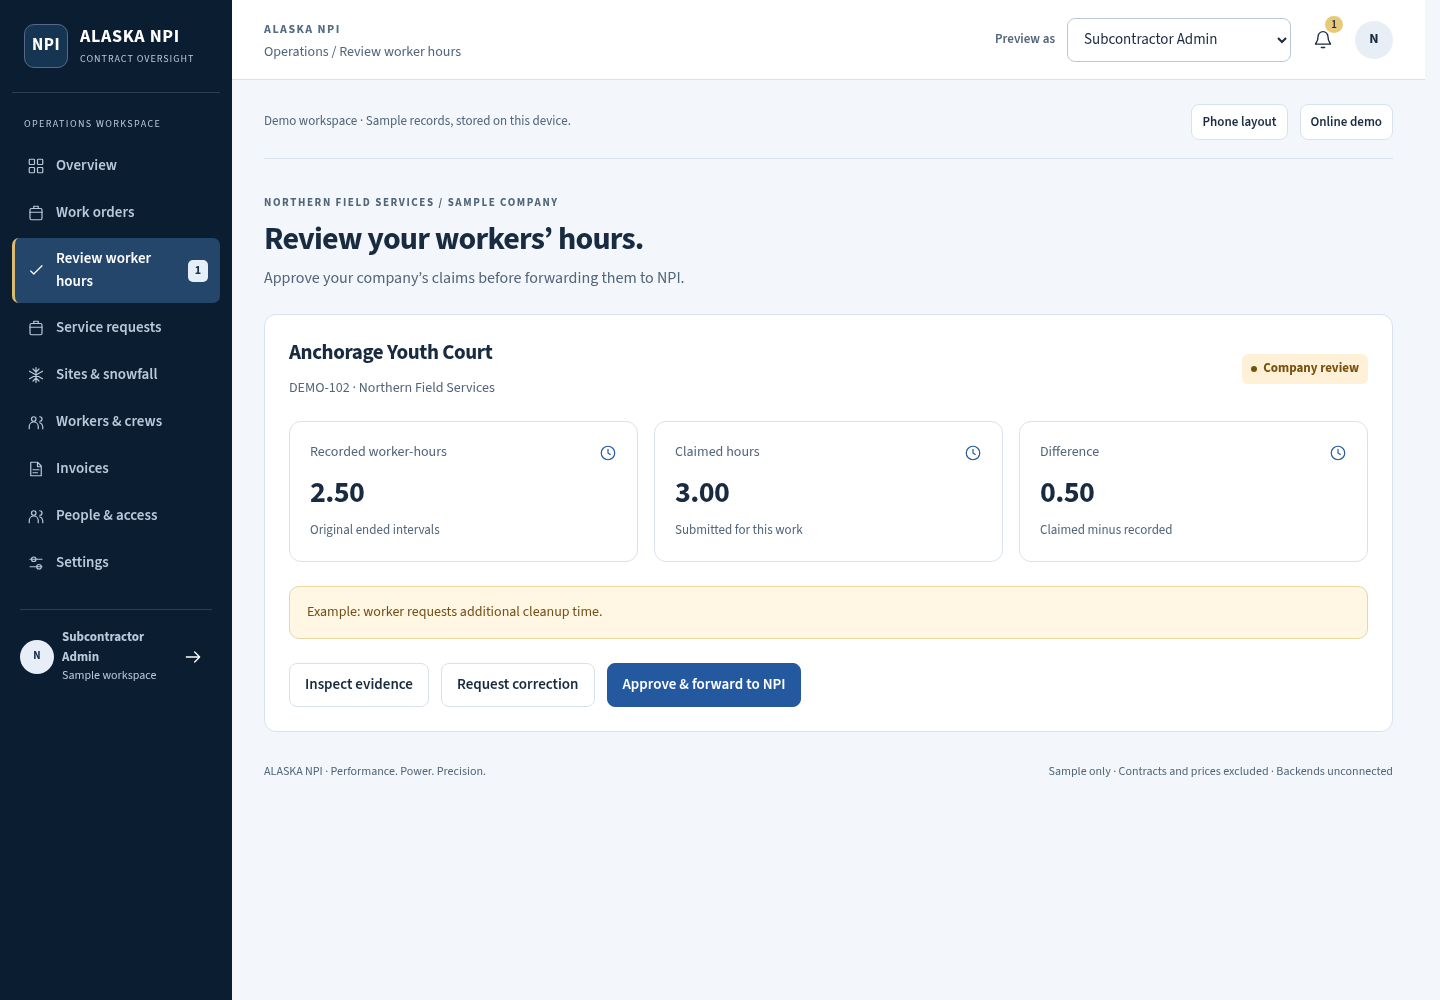 NPI
ALASKA NPI
CONTRACT OVERSIGHT
OPERATIONS WORKSPACE
Overview
Work orders
Review worker
hours
1
Service requests
Sites & snowfall
Workers & crews
Invoices
People & access
Settings
N
Subcontractor
Admin
Sample workspace
ALASKA NPI
Operations / Review worker hours
Preview as
Subcontractor Admin
1
N
Demo workspace · Sample records, stored on this device.
Phone layout
Online demo
NORTHERN FIELD SERVICES / SAMPLE COMPANY
Review your workers’ hours.
Approve your company’s claims before forwarding them to NPI.
Anchorage Youth Court
DEMO-102 · Northern Field Services
Company review
Recorded worker-hours
2.50
Original ended intervals
Claimed hours
3.00
Submitted for this work
Difference
0.50
Claimed minus recorded
Example: worker requests additional cleanup time.
Inspect evidence
Request correction
Approve & forward to NPI
ALASKA NPI · Performance. Power. Precision.
Sample only · Contracts and prices excluded · Backends unconnected